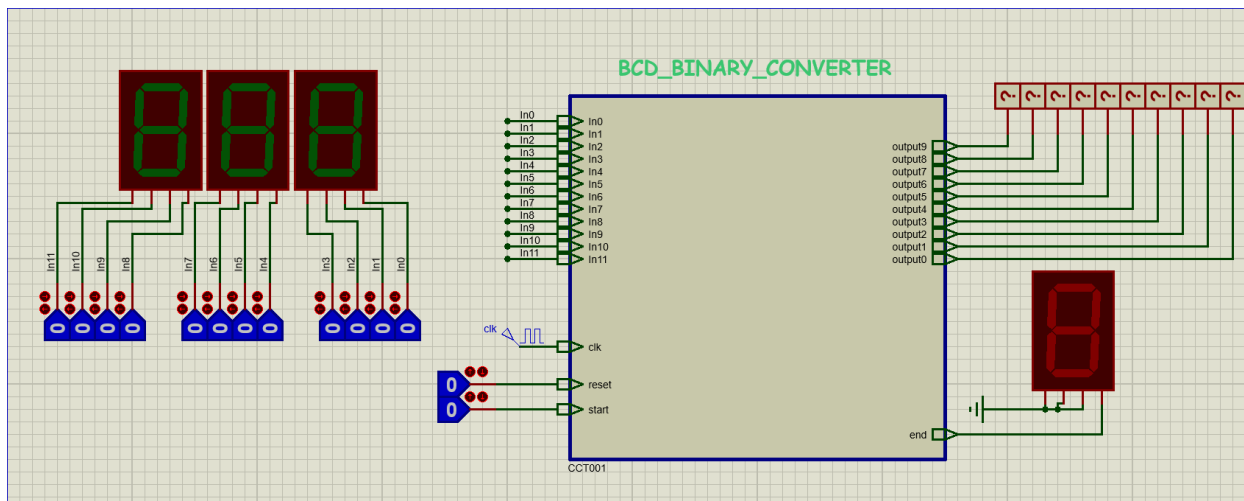 BCD_BINARY_CONVERTER
In11
In10
In9
In8
In7
In6
In5
In4
In3
In2
In1
In0
0
0
0
0
0
0
0
0
0
0
0
0
In0
In1
In2
In3
In4
In5
In6
In7
In8
In9
In10
In11
In0
In1
In2
In3
In4
In5
In6
In7
In8
In9
In10
In11
clk
clk
0
reset
0
start
CCT001
output9
output8
output7
output6
output5
output4
output3
output2
output1
output0
end
?
?
?
?
?
?
?
?
?
?